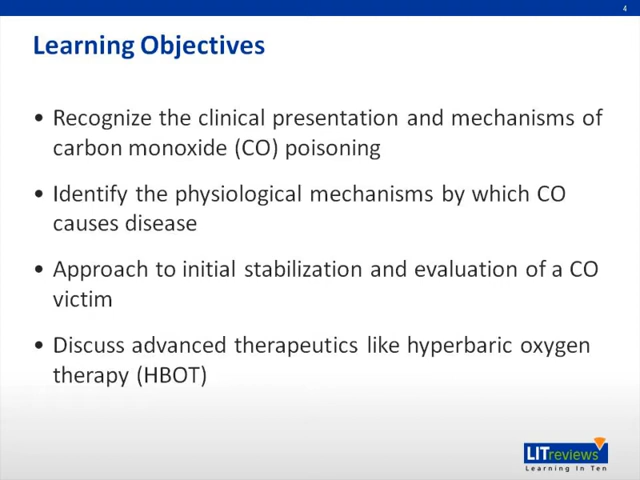 4
Learning Objectives
• Recognize the clinical presentation and mechanisms of
carbon monoxide (CO) poisoning
• Identify the physiological mechanisms by which CO
causes disease
• Approach to initial stabilization and evaluation of a CO
victim
• Discuss advanced therapeutics like hyperbaric oxygen
therapy (HBOT)
LITreviews
Learning In Ten